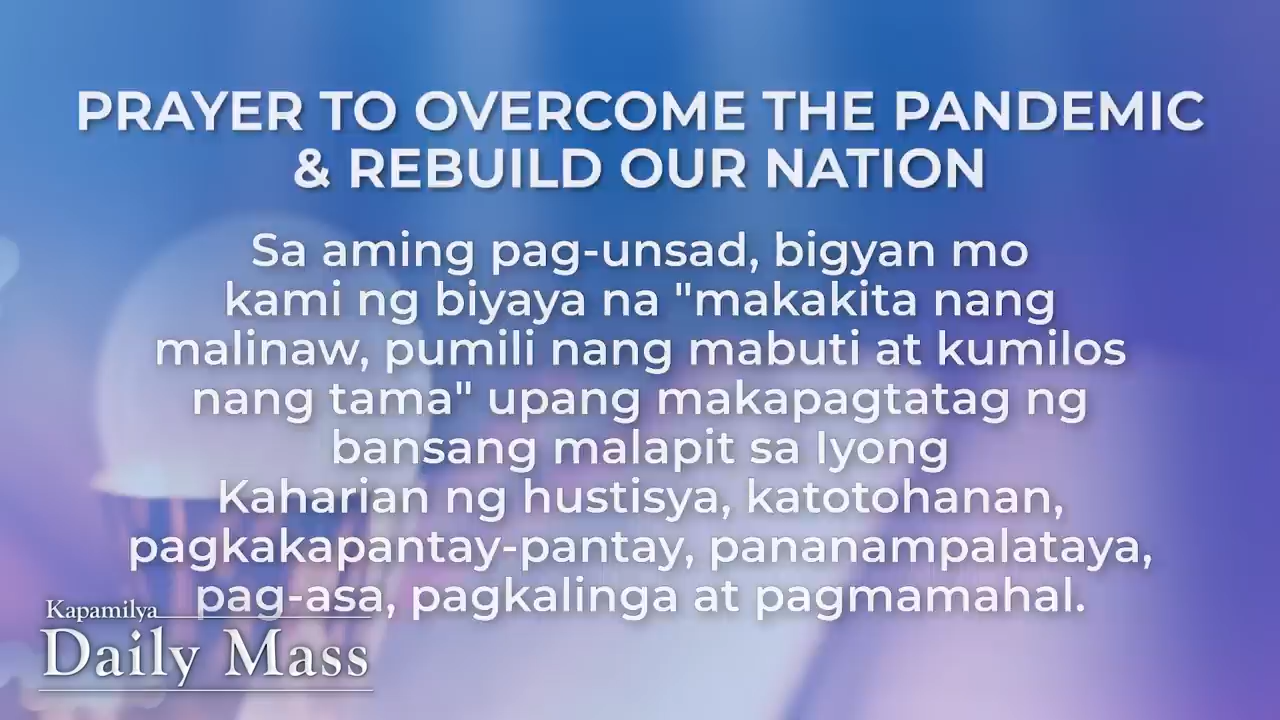 PRAYER TO OVERCOME THE PANDEMIC
& REBUILD OUR NATION
Sa aming pag-unsad, bigyan mo
kami ng biyaya na "makakita nang
malinaw, pumili nang mabuti at kumilos
nang tama" upang makapagtatag ng
bansang malapit sa Iyong
Kaharian ng hustisya, katotohanan,
pagkakapantay-pantay, pananampalataya,
pag-asa, pagkalinga at pagmamahal.
Kapamilya
Daily Mass